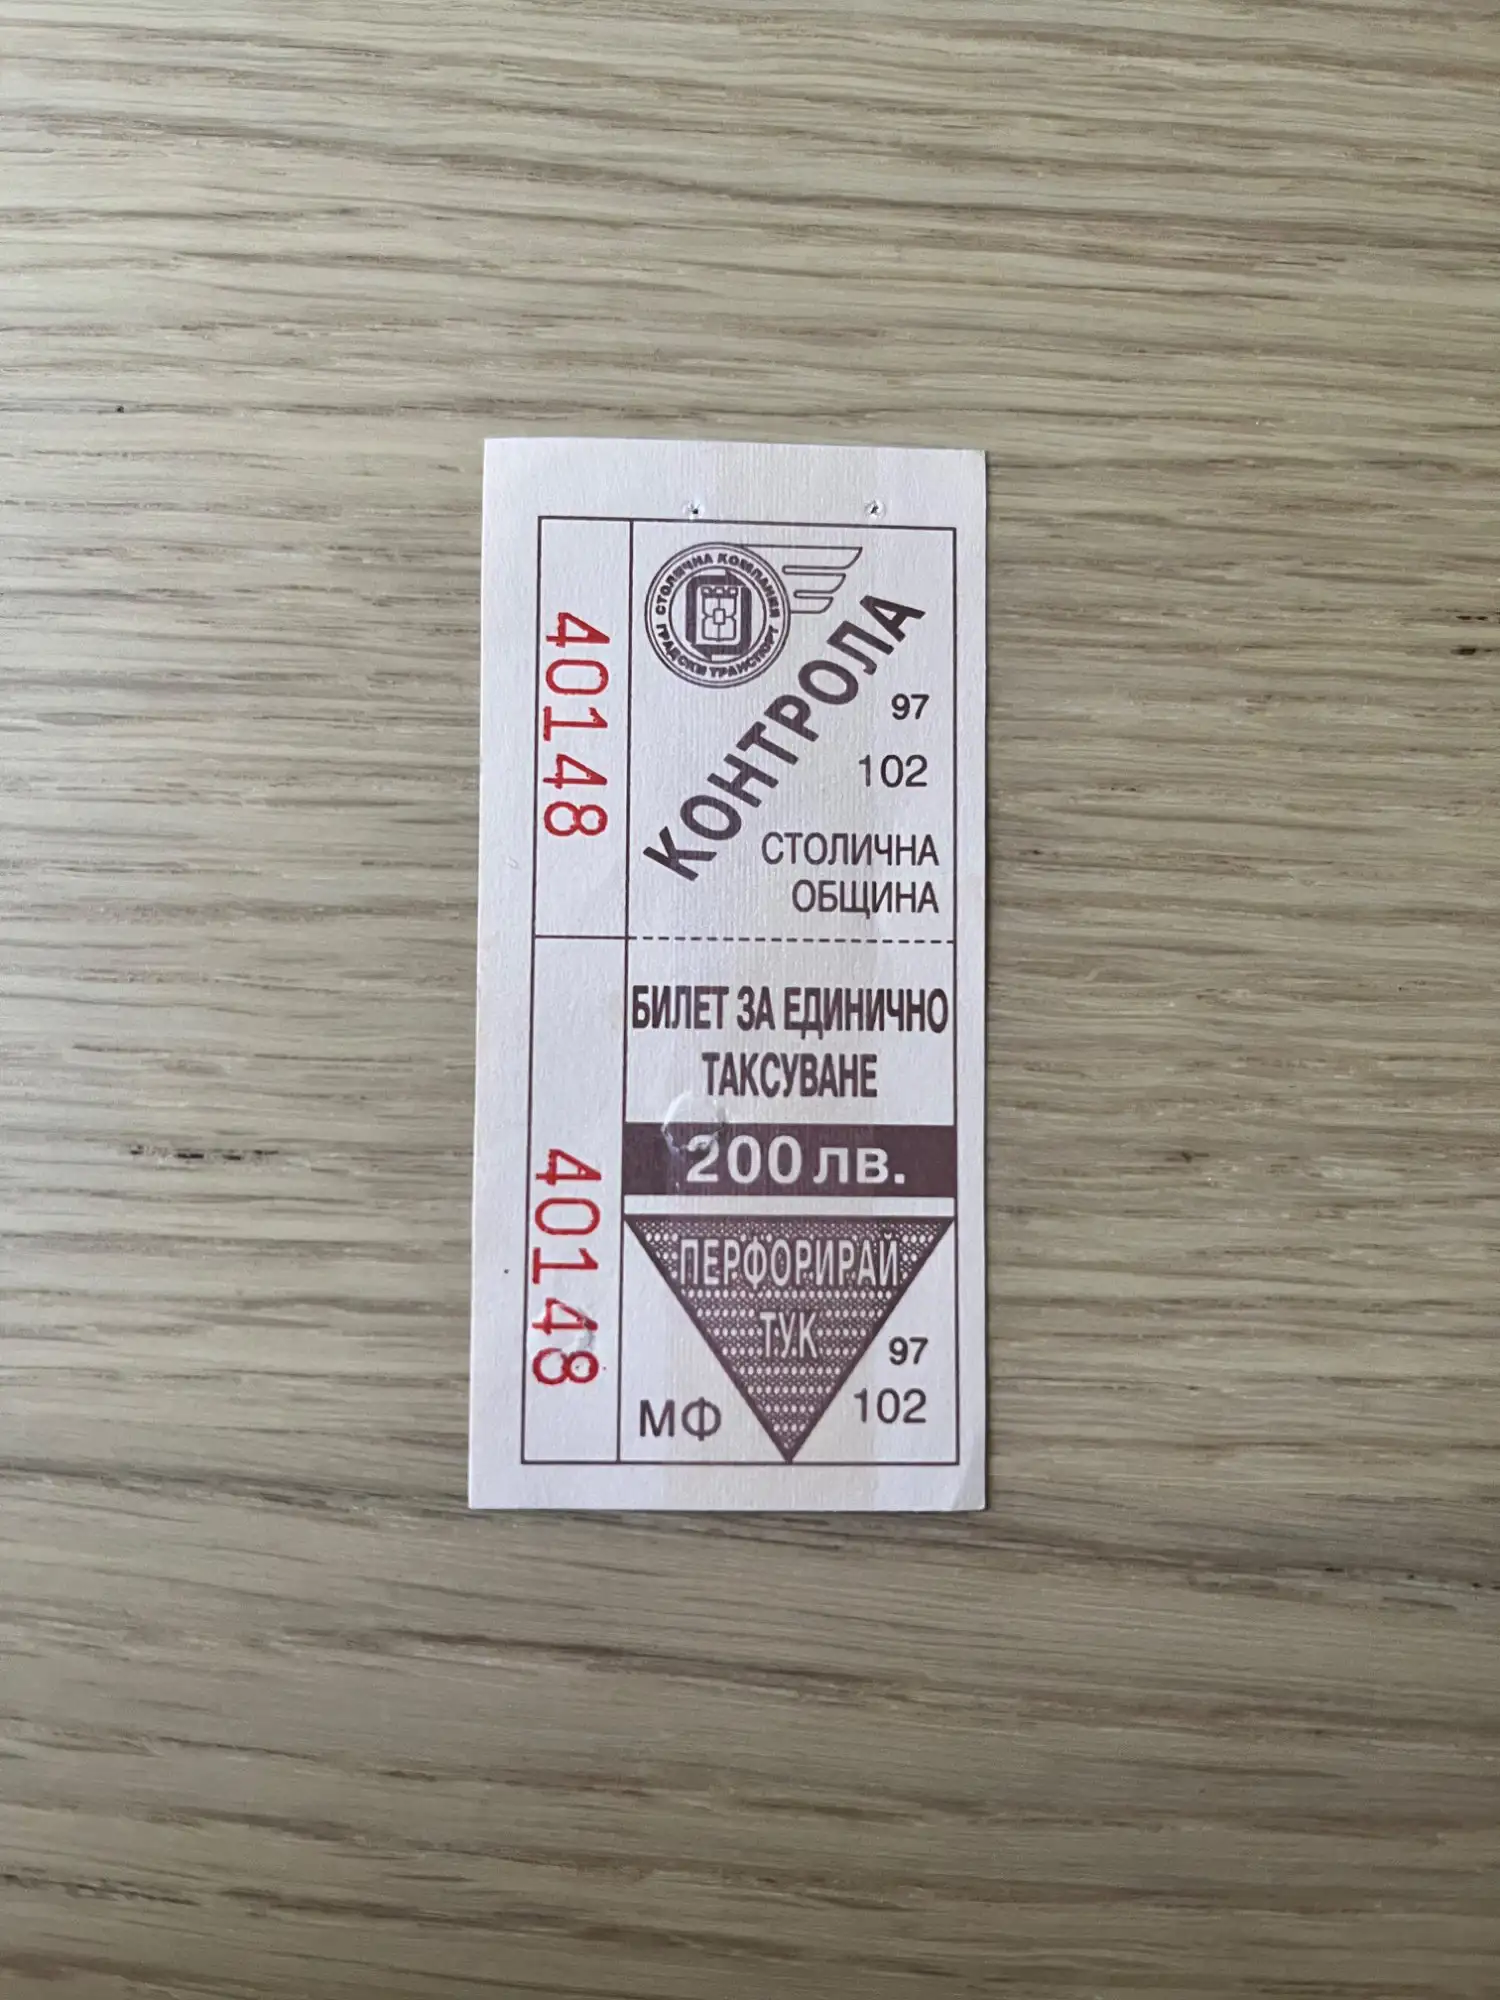 СТОЛИЧНА КОМПАНИЯ
ГРАДСКИ ТРАНСПОРТ
КОНТРОЛА
40148
97
102
СТОЛИЧНА
ОБЩИНА
БИЛЕТ ЗА ЕДИНИЧНО
ТАКСУВАНЕ
200 ЛВ.
40148
ПЕРФОРИРАЙ
ТУК
97
102
МФ